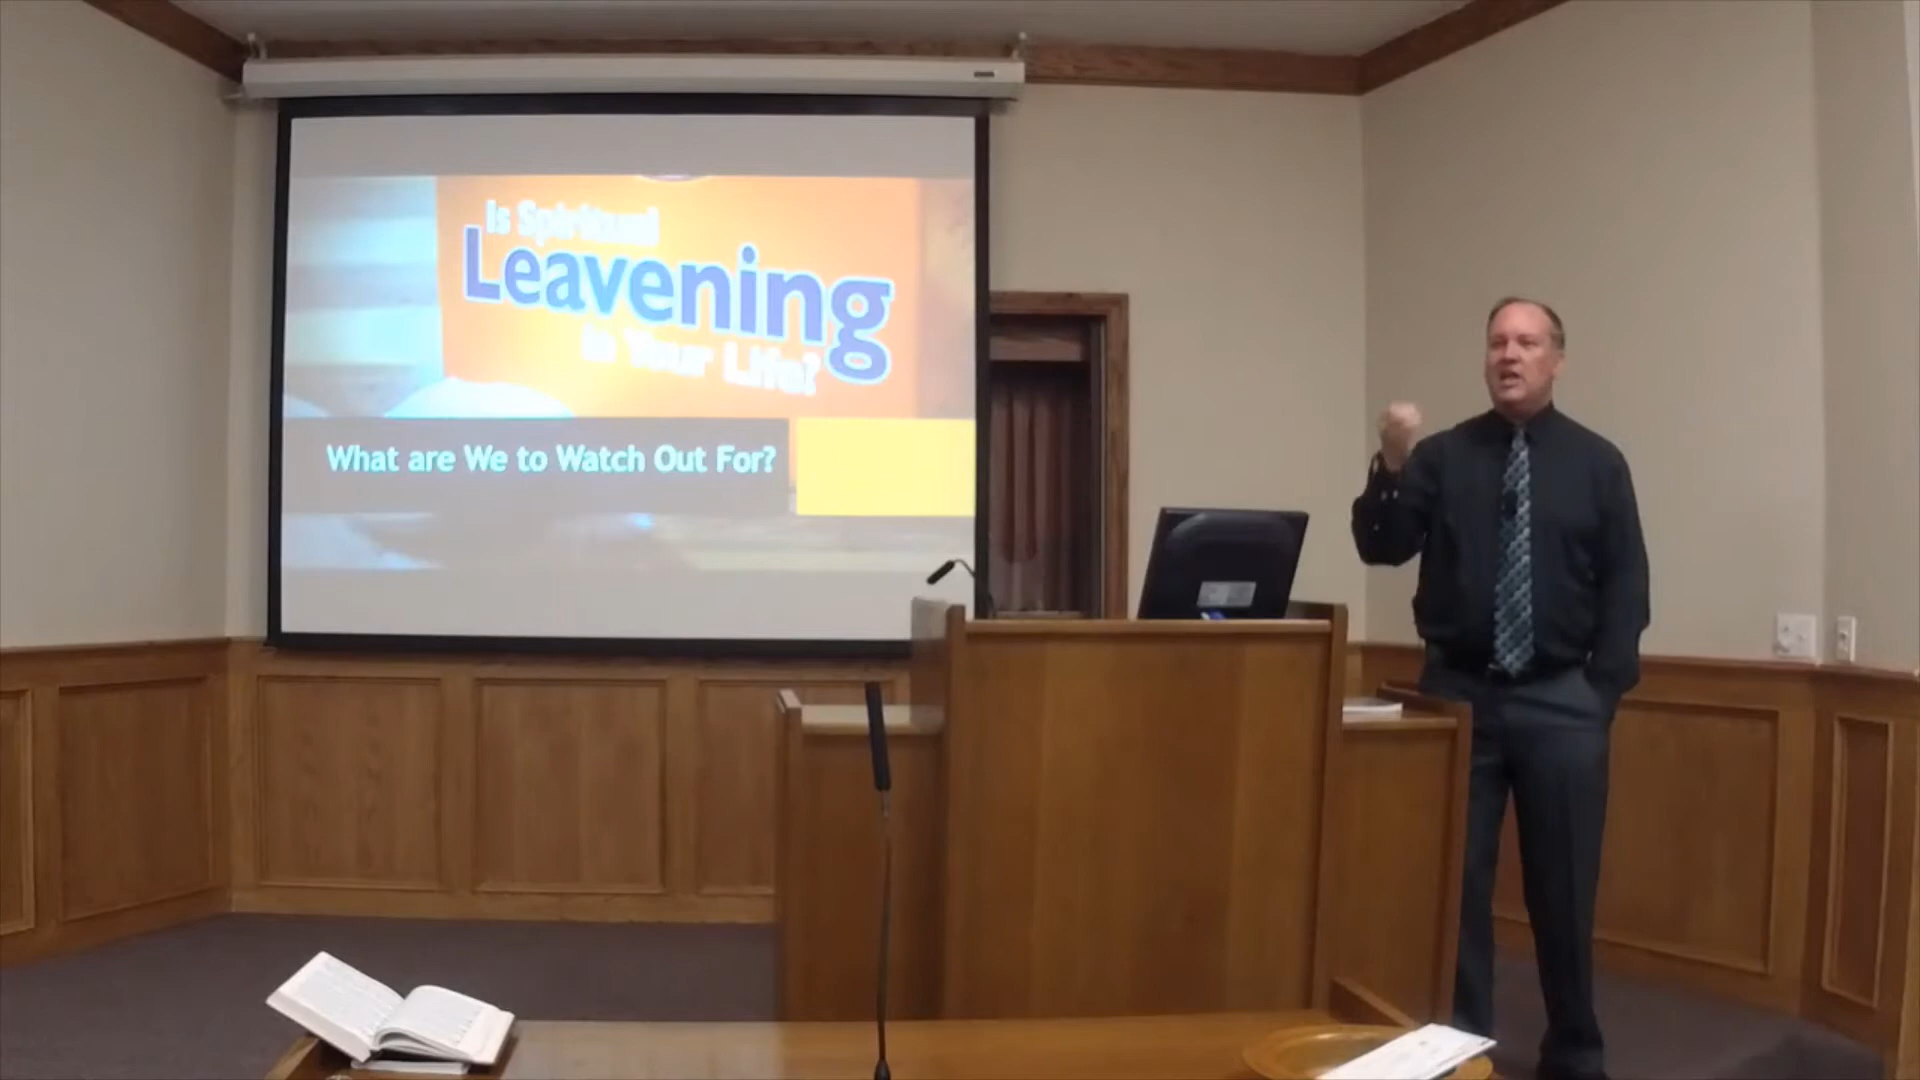 Is Spiritual
Leavening
In Your Life?
What are We to Watch Out For?